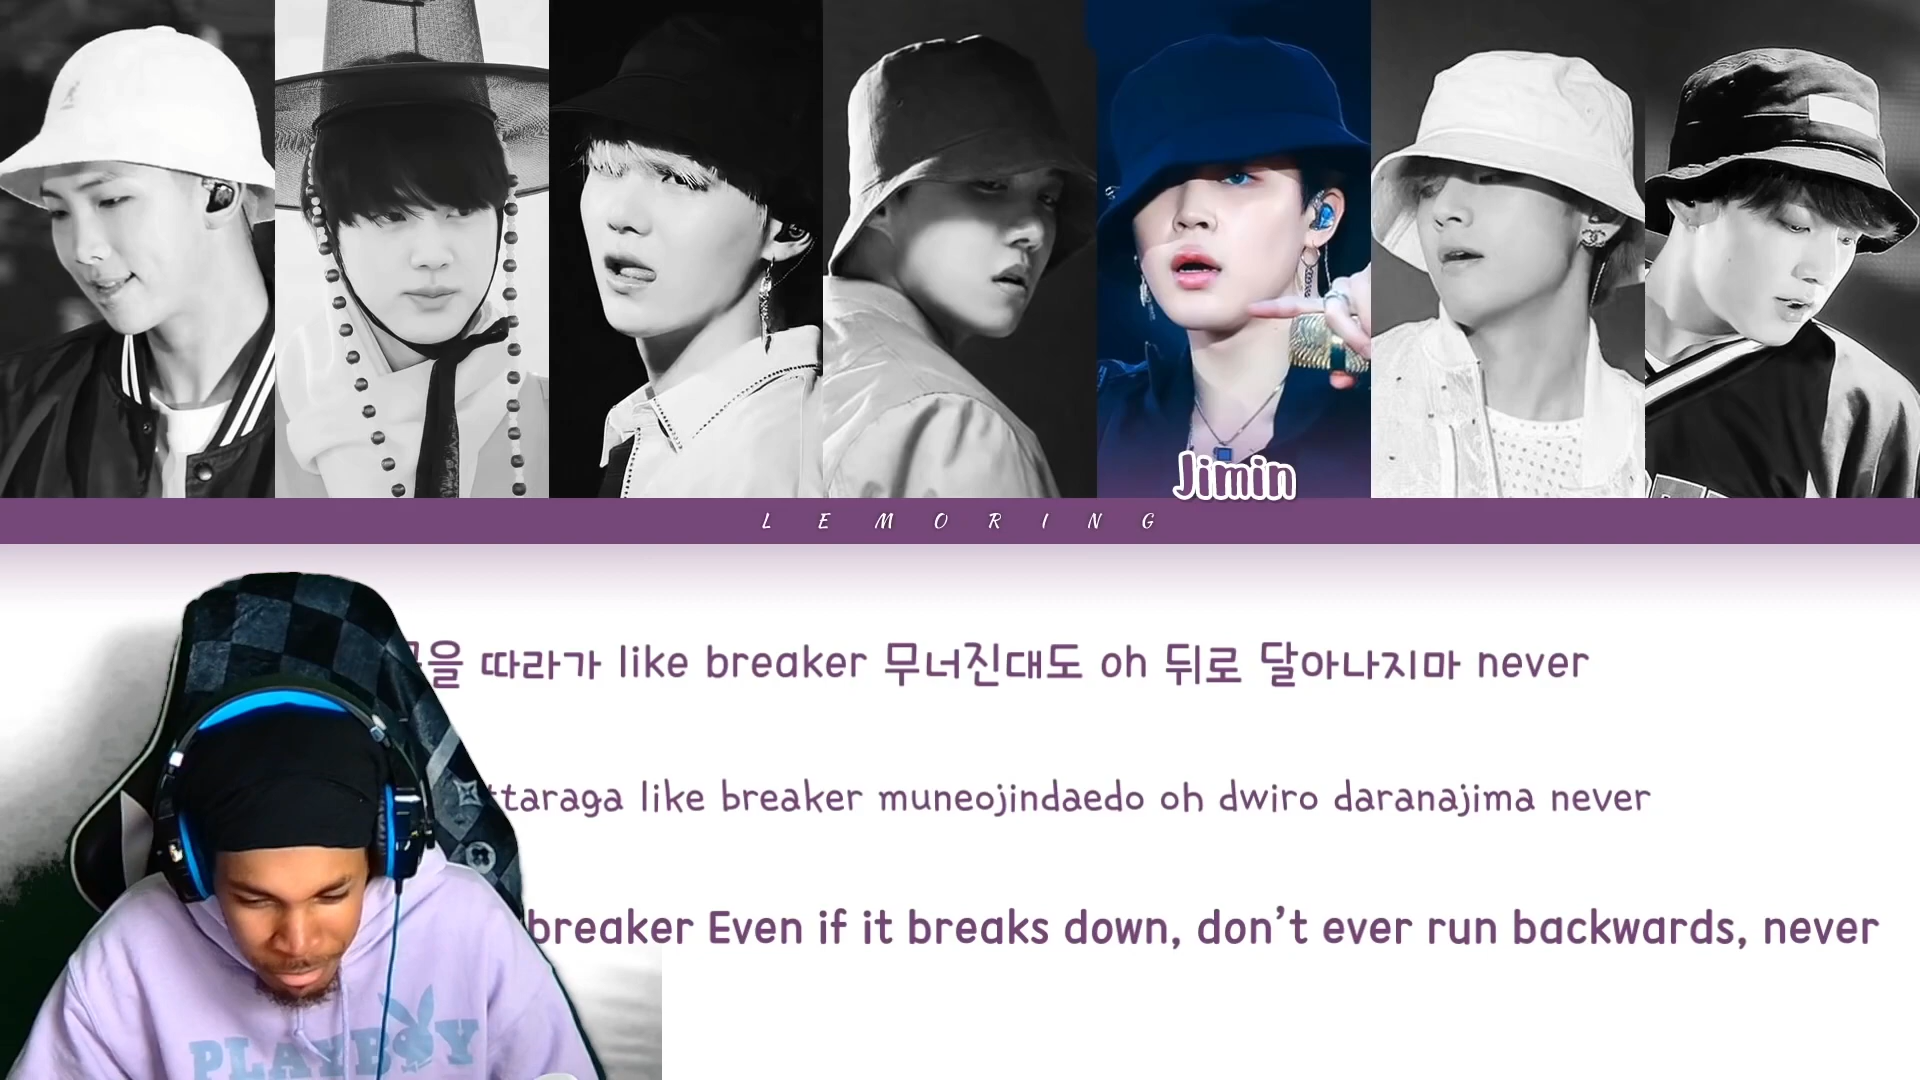 Jimin
LEMORING
을 따라가 like breaker 무너진대도 oh 뒤로 달아나지마 never
ttaraga like breaker muneojindaedo oh dwiro daranajima never
breaker Even if it breaks down, don't ever run backwards, never
PLAYBOY